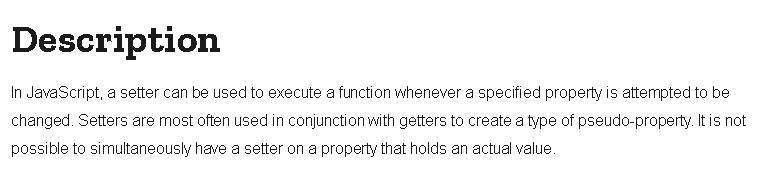 Description
In JavaScript, a setter can be used to execute a function whenever a specified property is attempted to be
changed. Setters are most often used in conjunction with getters to create a type of pseudo-property. It is not
possible to simultaneously have a setter on a property that holds an actual value.